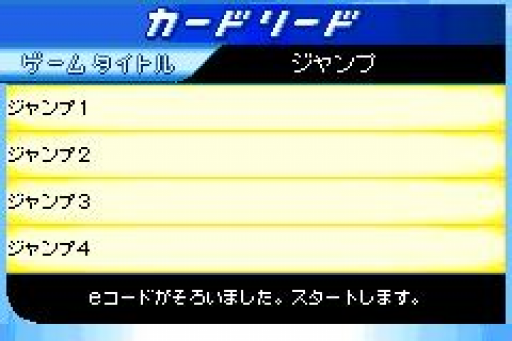 カードリード
ゲームタイトル ジャンプ
ジャンプ1
ジャンプ2
ジャンプ3
ジャンプ4
eコードがそろいました。スタートします。